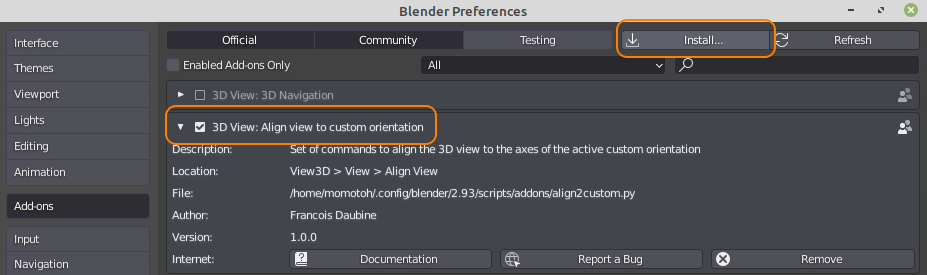 Blender Preferences
Interface
Themes
Viewport
Lights
Editing
Animation
Add-ons
Input
Navigation
Official Community Testing Install... Refresh
Enabled Add-ons Only All
3D View: 3D Navigation
3D View: Align view to custom orientation
Description: Set of commands to align the 3D view to the axes of the active custom orientation
Location: View3D > View > Align View
File: /home/momotoh/.config/blender/2.93/scripts/addons/align2custom.py
Author: Francois Daubine
Version: 1.0.0
Internet: Documentation Report a Bug Remove